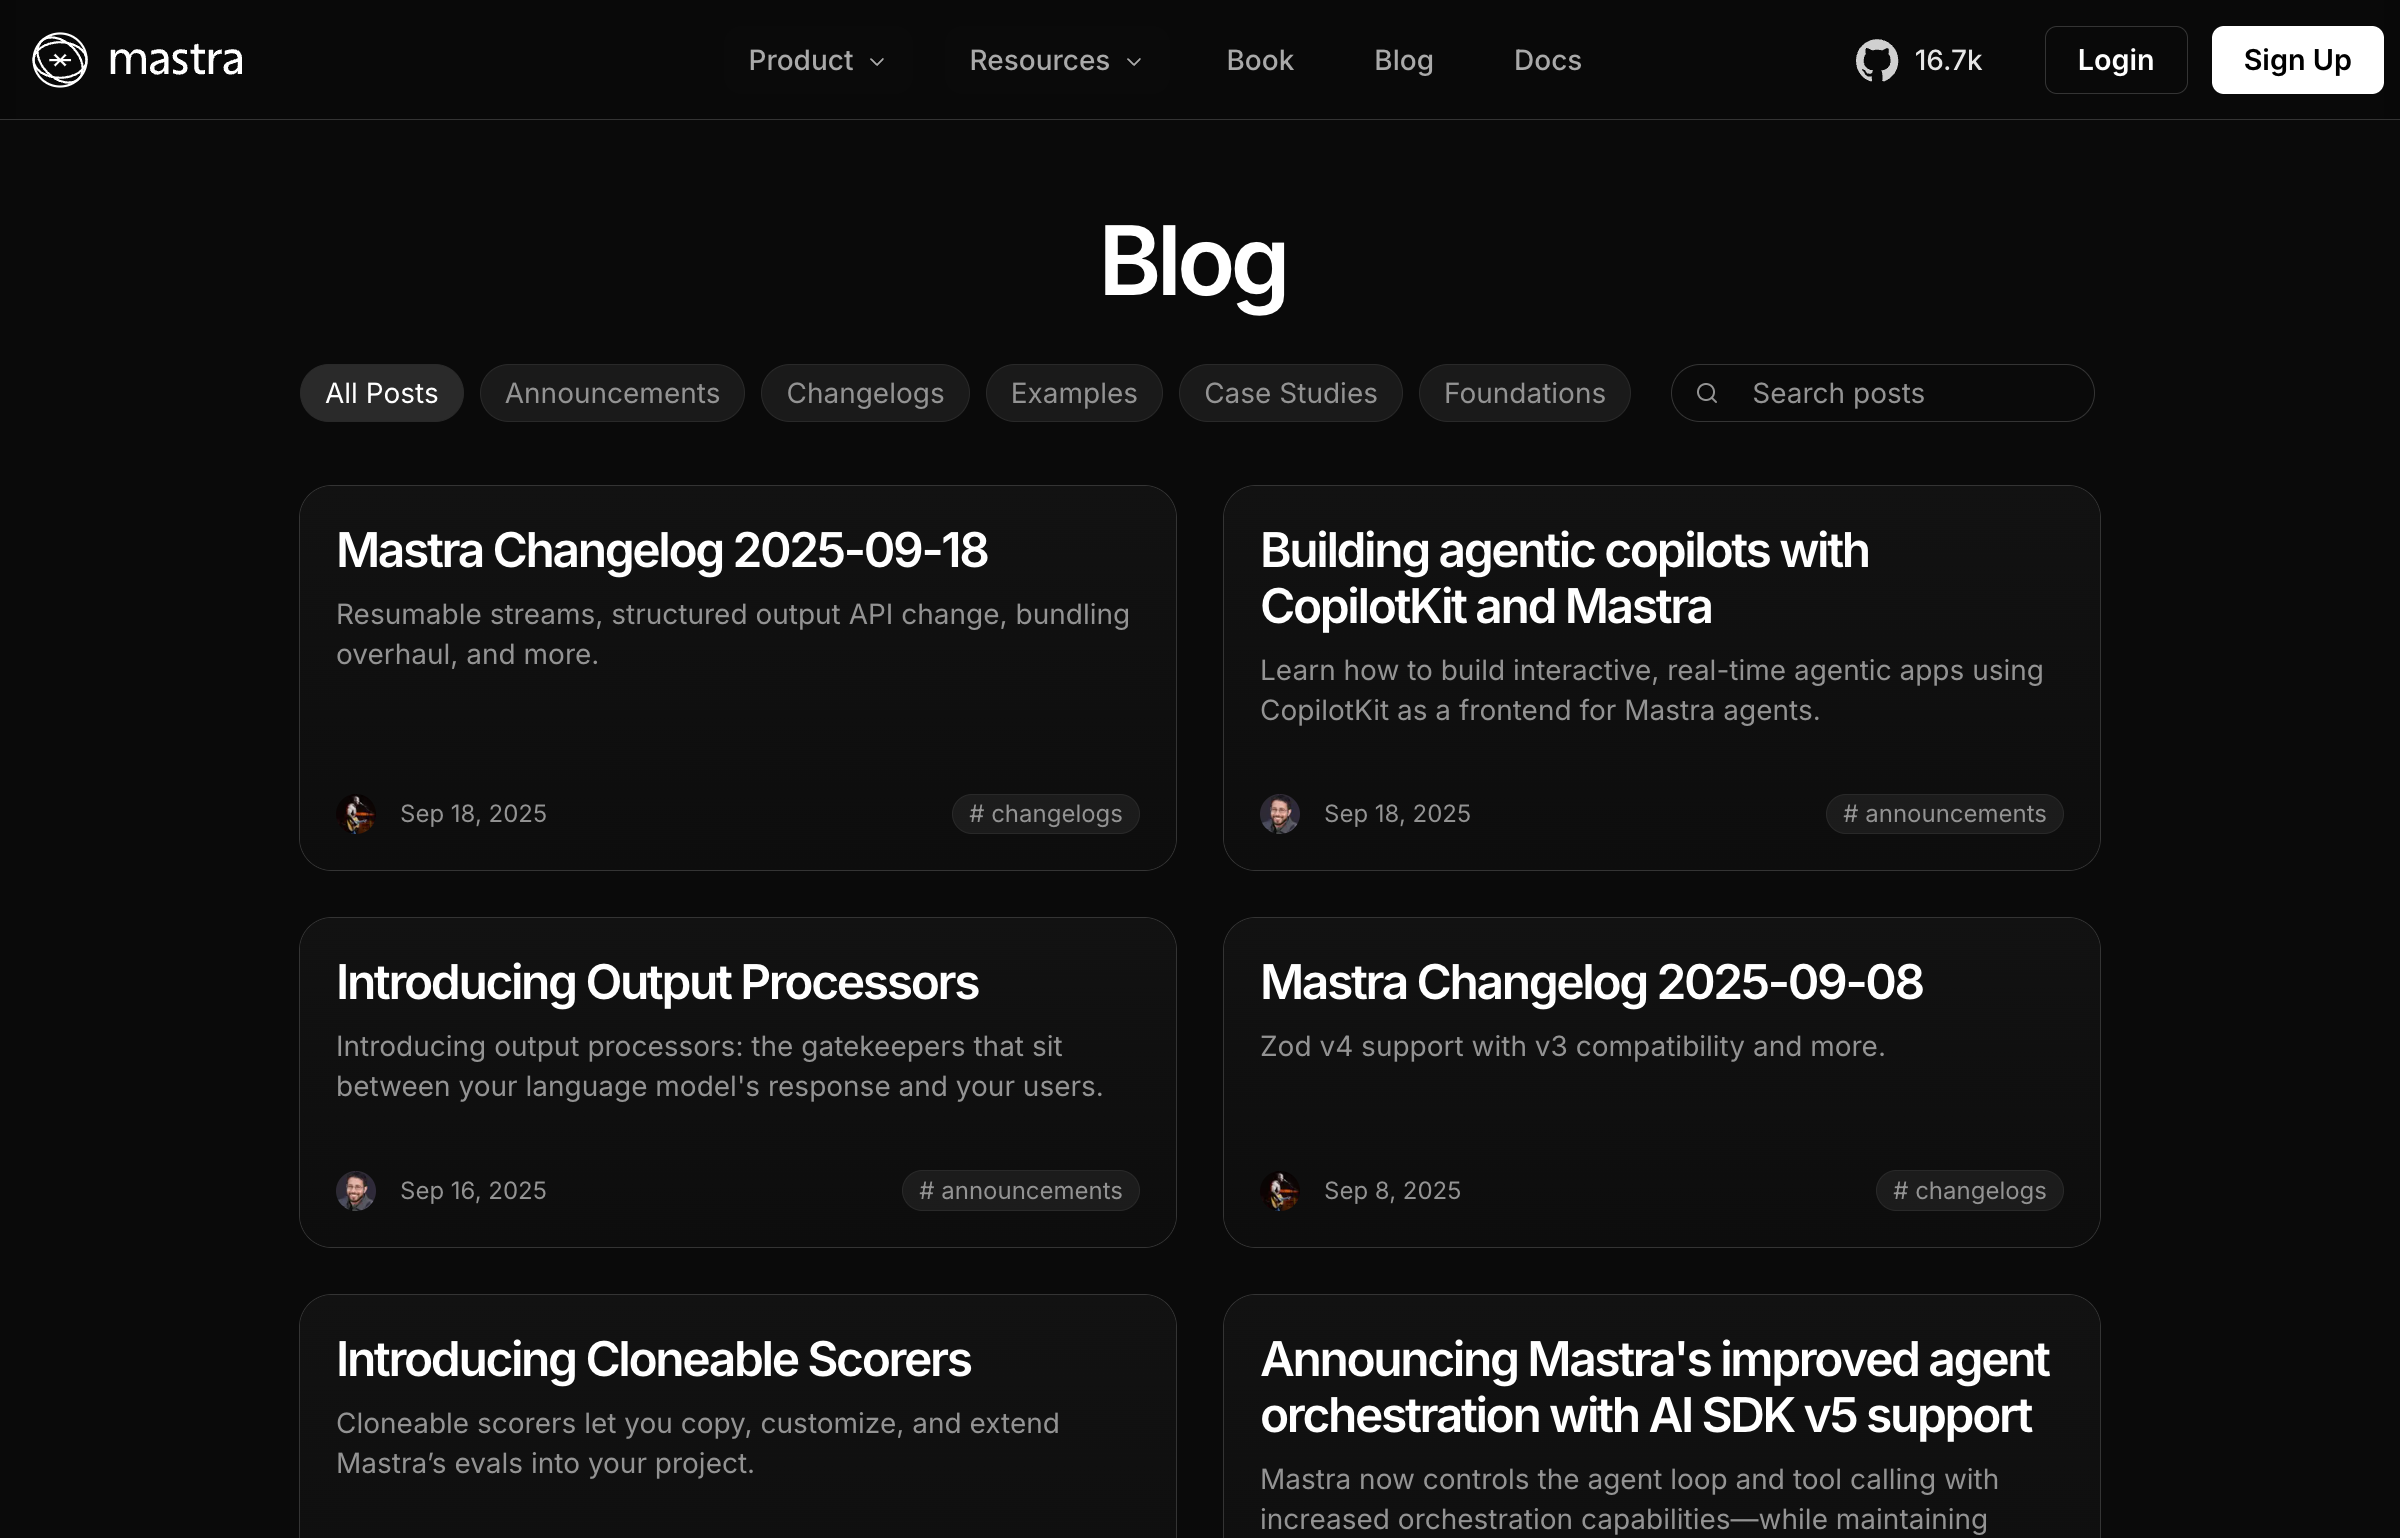 mastra
Product
Resources
Book
Blog
Docs
16.7k
Login
Sign Up
Blog
All Posts
Announcements
Changelogs
Examples
Case Studies
Foundations
Search posts
Mastra Changelog 2025-09-18
Resumable streams, structured output API change, bundling
overhaul, and more.
Sep 18, 2025
# changelogs
Building agentic copilots with
CopilotKit and Mastra
Learn how to build interactive, real-time agentic apps using
CopilotKit as a frontend for Mastra agents.
Sep 18, 2025
# announcements
Introducing Output Processors
Introducing output processors: the gatekeepers that sit
between your language model's response and your users.
Sep 16, 2025
# announcements
Mastra Changelog 2025-09-08
Zod v4 support with v3 compatibility and more.
Sep 8, 2025
# changelogs
Introducing Cloneable Scorers
Cloneable scorers let you copy, customize, and extend
Mastra’s evals into your project.
Announcing Mastra's improved agent
orchestration with AI SDK v5 support
Mastra now controls the agent loop and tool calling with
increased orchestration capabilities—while maintaining